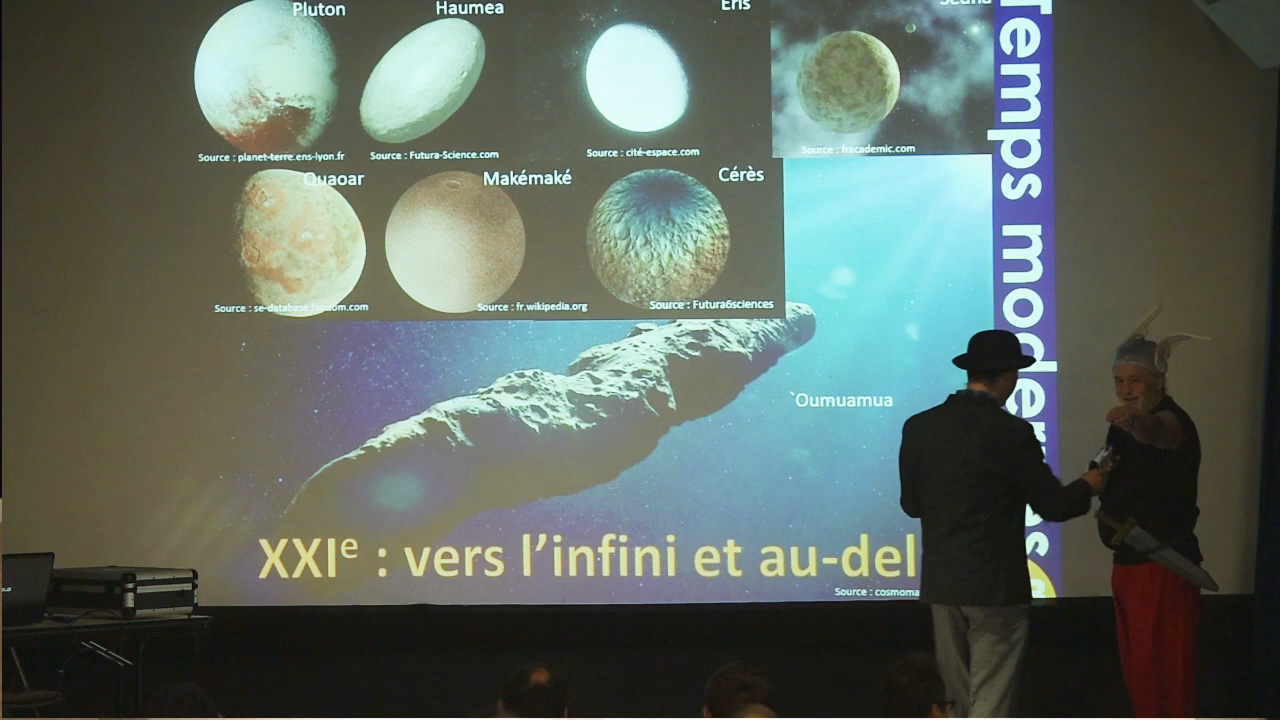 Pluton
Haumea
Eris
Sedna
Source : planet-terre.ens-lyon.fr
Source : Futura-Science.com
Source : cité-espace.com
Source : fracademic.com
Quaoar
Makémaké
Cérès
Source : se-database.fandom.com
Source : fr.wikipedia.org
Source : Futura6sciences
`Oumuamua
XXIe : vers l'infini et au-del
Source : cosmoma
Temps modernes